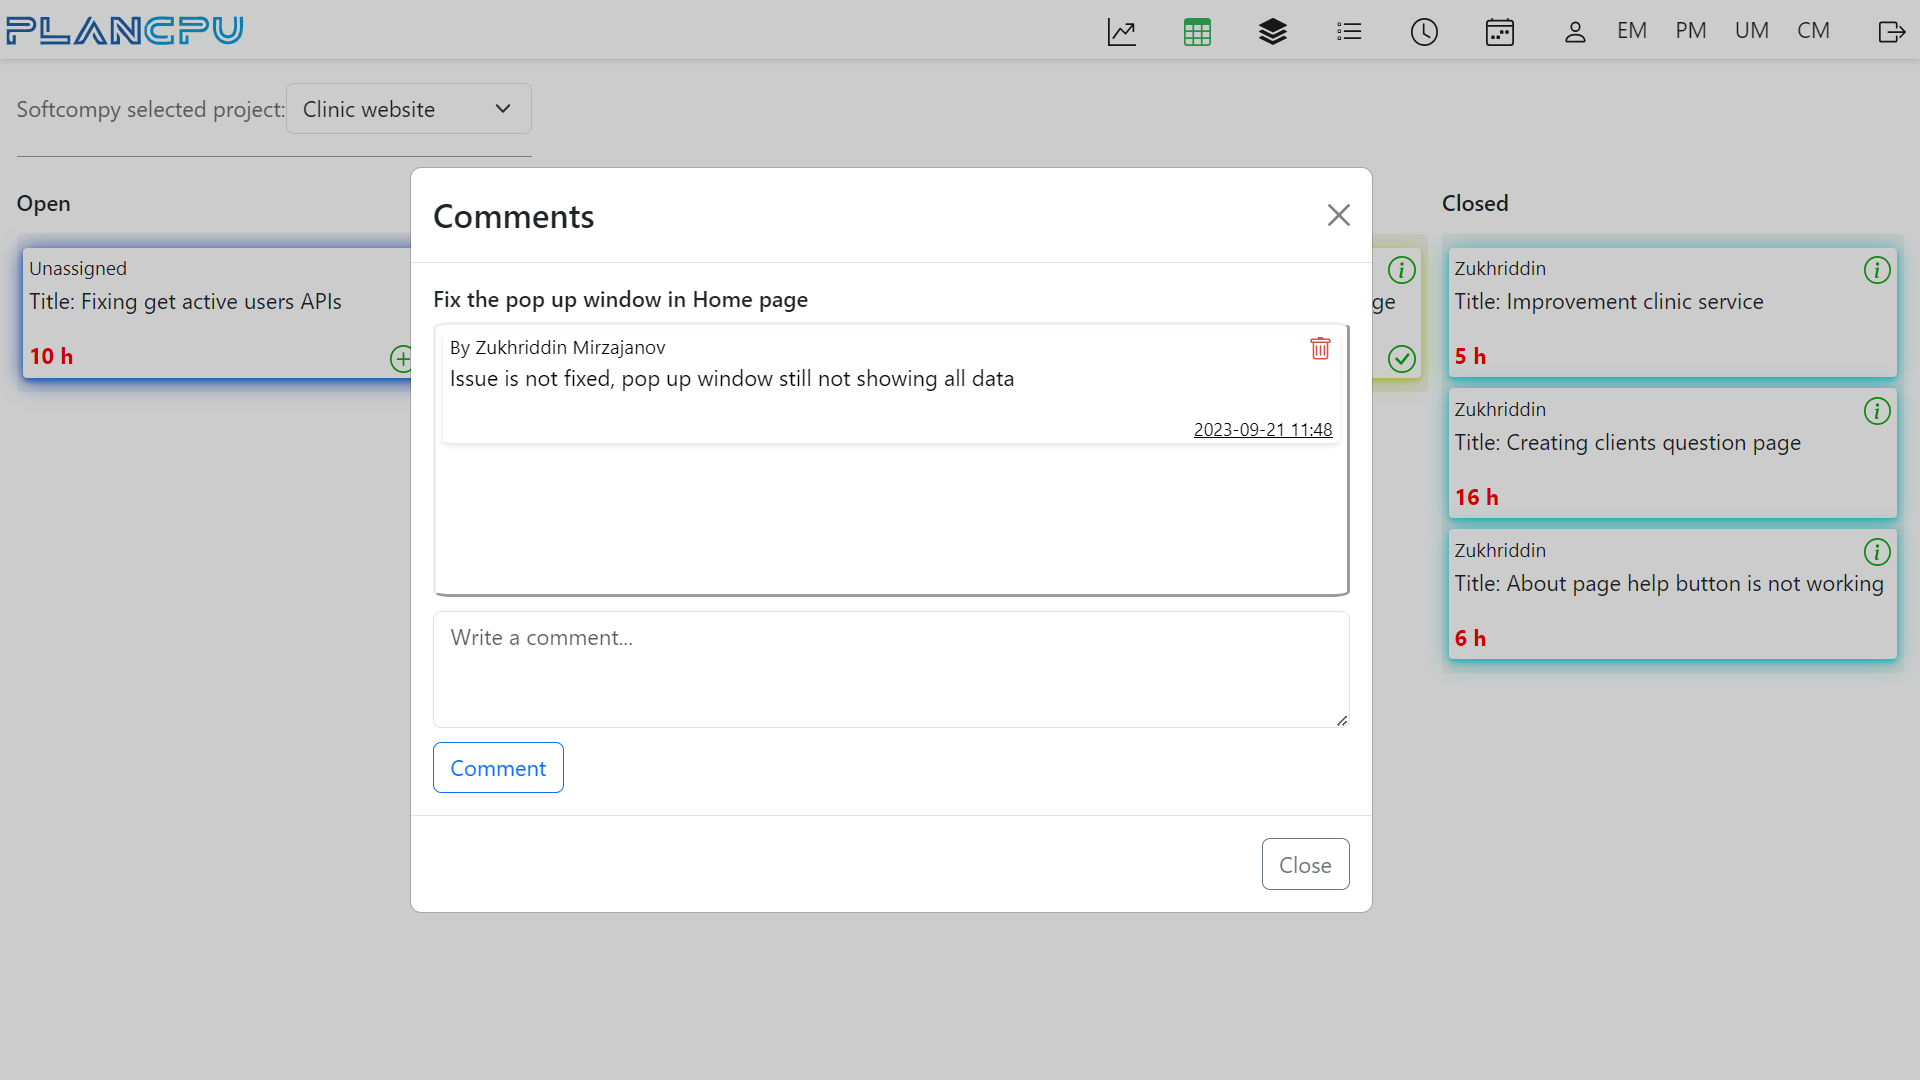 PLANCPU
EM PM UM CM
Softcompy selected project: Clinic website
Open
Unassigned
Title: Fixing get active users APIs
10 h
Comments
Fix the pop up window in Home page
By Zukhriddin Mirzajanov
Issue is not fixed, pop up window still not showing all data
2023-09-21 11:48
Write a comment...
Comment
Close
ge
Closed
Zukhriddin
Title: Improvement clinic service
5 h
Zukhriddin
Title: Creating clients question page
16 h
Zukhriddin
Title: About page help button is not working
6 h